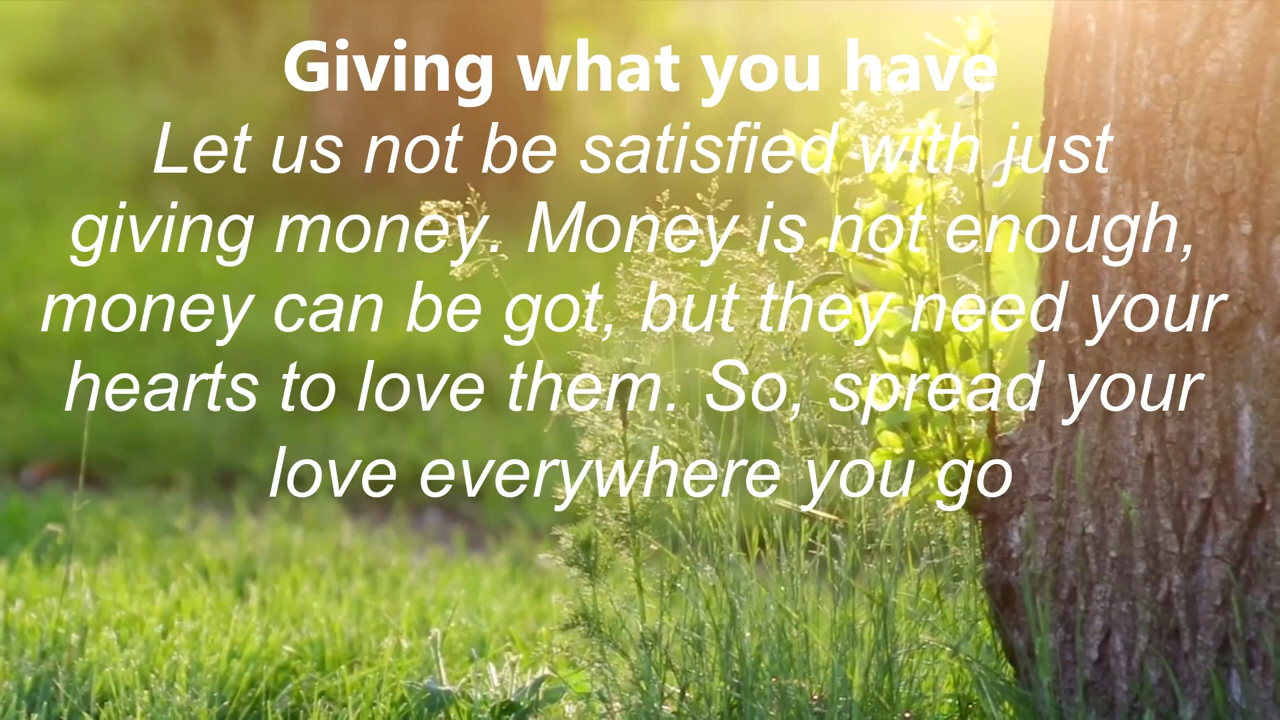 Giving what you have
Let us not be satisfied with just
giving money. Money is not enough,
money can be got, but they need your
hearts to love them. So, spread your
love everywhere you go